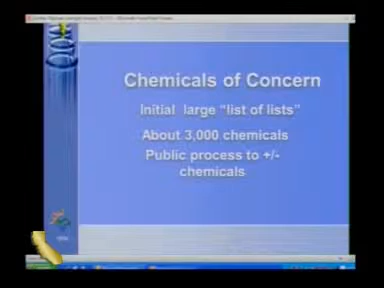 Chemicals of Concern
Initial large "list of lists"
About 3,000 chemicals
Public process to +/-
chemicals